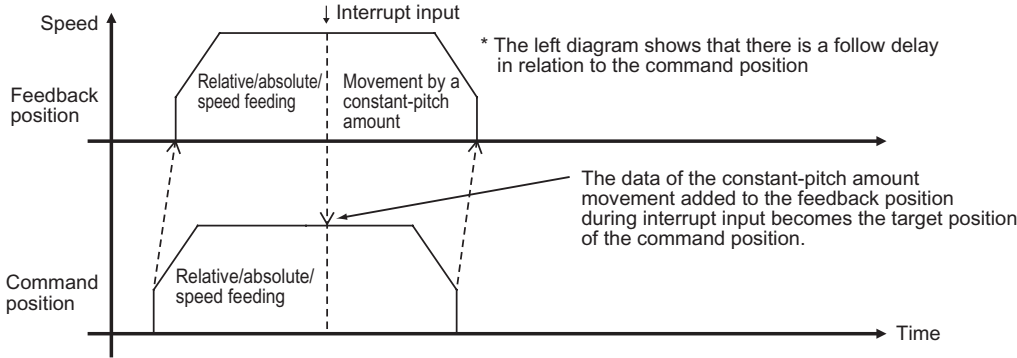 ↓ Interrupt input
Speed
* The left diagram shows that there is a follow delay
in relation to the command position
Relative/absolute/
speed feeding
Movement by a
constant-pitch
amount
Feedback
position
The data of the constant-pitch amount
movement added to the feedback position
during interrupt input becomes the target position
of the command position.
Relative/absolute/
speed feeding
Command
position
Time